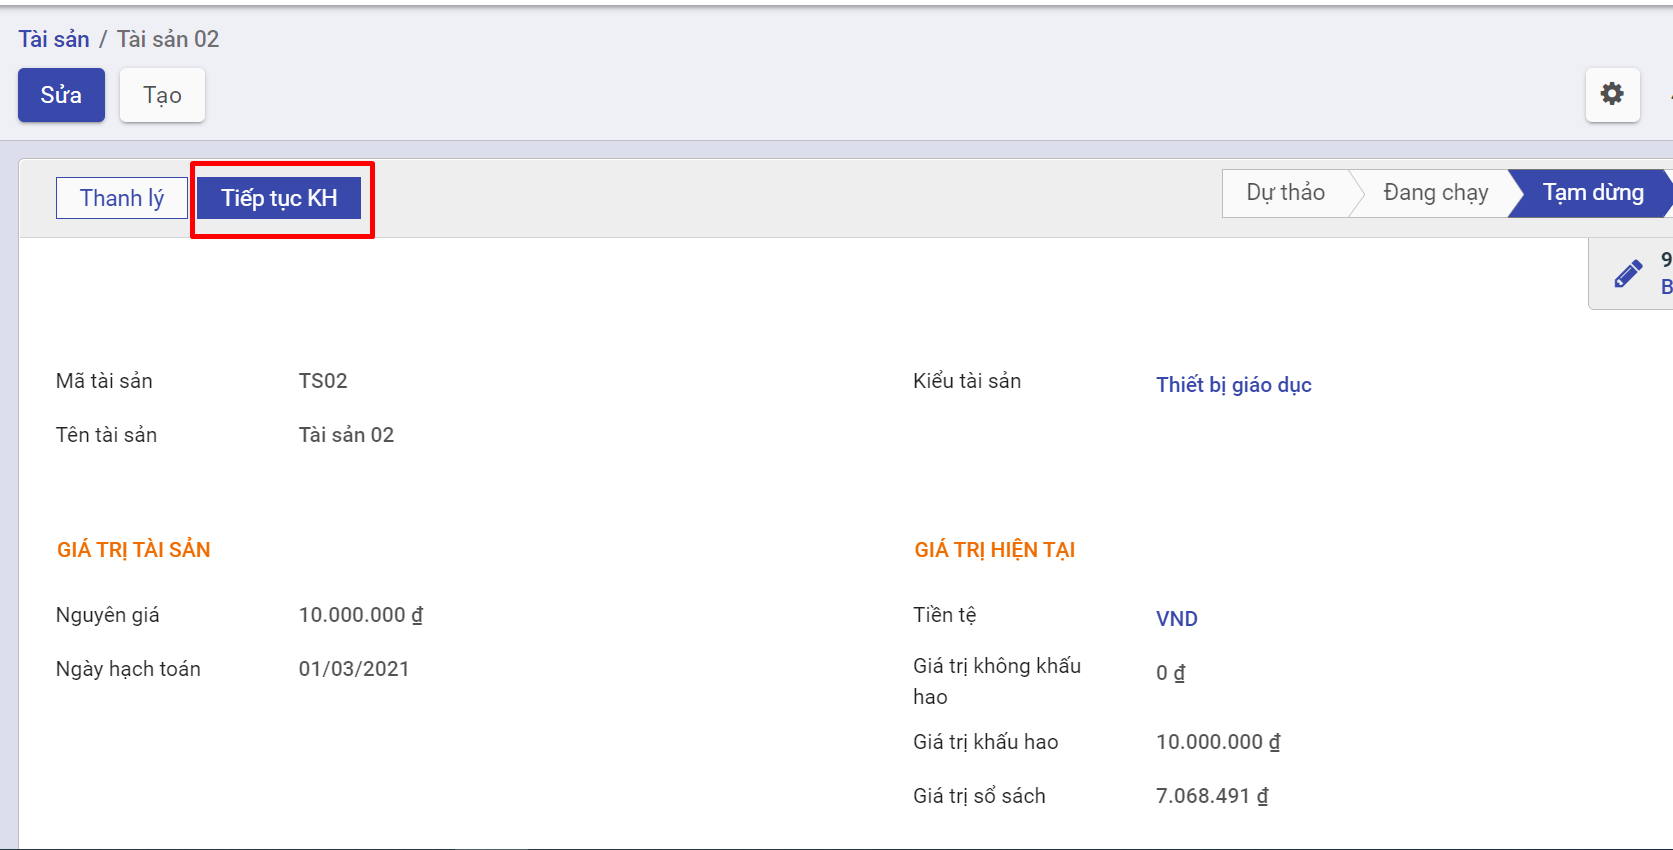 Tài sản / Tài sản 02
Sửa Tạo
Thanh lý Tiếp tục KH Dự thảo Đang chạy Tạm dừng
9
B
Mã tài sản TS02 Kiểu tài sản Thiết bị giáo dục
Tên tài sản Tài sản 02
GIÁ TRỊ TÀI SẢN GIÁ TRỊ HIỆN TẠI
Nguyên giá 10.000.000 ₫ Tiền tệ VND
Ngày hạch toán 01/03/2021 Giá trị không khấu
hao 0 ₫
Giá trị khấu hao 10.000.000 ₫
Giá trị sổ sách 7.068.491 ₫